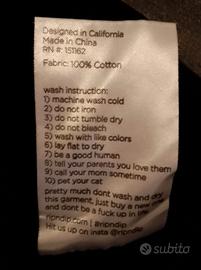 Designed in California
Made in China
RN #: 151162
Fabric: 100% Cotton
wash instruction:
1) machine wash cold
2) do not iron
3) do not tumble dry
4) do not bleach
5) wash with like colors
6) lay flat to dry
7) be a good human
8) tell your parents you love them
9) call your mom sometime
10) pet your cat
pretty much dont wash and dry
this garment, just buy a new
and dont be a fuck up in life
ripndip.com | #ripndip
Hit us up on insta @ripndip
subito